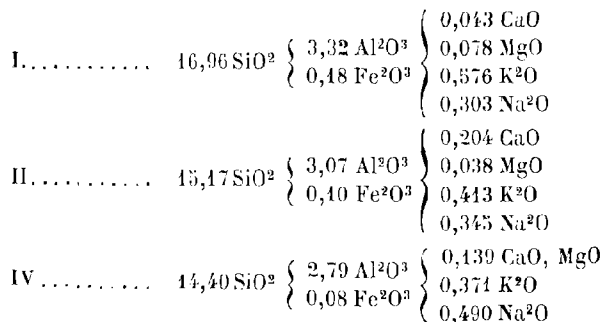 0,043 CaO
I............ 16,96 SiO² { 3,32 Al²O³ { 0,078 MgO
0,18 Fe²O³ 0,576 K²O
0,303 Na²O
0,204 CaO
II.......... 15,17 SiO² { 3,07 Al²O³ { 0,038 MgO
0,10 Fe²O³ 0,413 K²O
0,345 Na²O
0,139 CaO, MgO
IV .......... 14,40 SiO² { 2,79 Al²O³ { 0,371 K²O
0,08 Fe²O³ 0,490 Na²O